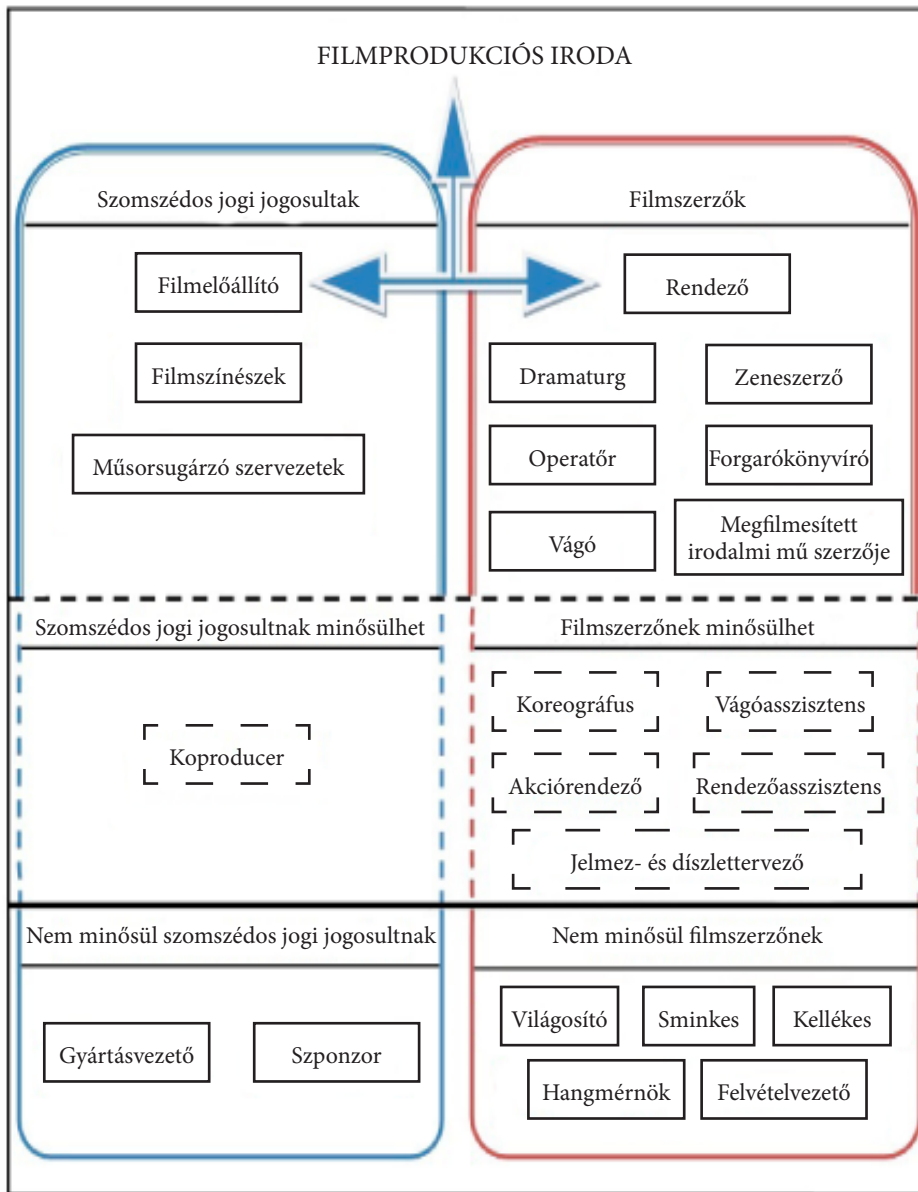 FILMPRODUKCIÓS IRODA
Szomszédos jogi jogosultak
Filmelőállító
Filmszínészek
Műsorsugárzó szervezetek
Filmszerzők
Rendező
Dramaturg
Zeneszerző
Operatőr
Forgarókönyvíró
Vágó
Megfilmesített
irodalmi mű szerzője
Szomszédos jogi jogosultnak minősülhet
Koproducer
Filmszerzőnek minősülhet
Koreográfus
Vágóasszisztens
Akciórendező
Rendezőasszisztens
Jelmez- és díszlettervező
Nem minősül szomszédos jogi jogosultnak
Gyártásvezető
Szponzor
Nem minősül filmszerzőnek
Világosító
Sminkes
Kellékes
Hangmérnök
Felvételvezető